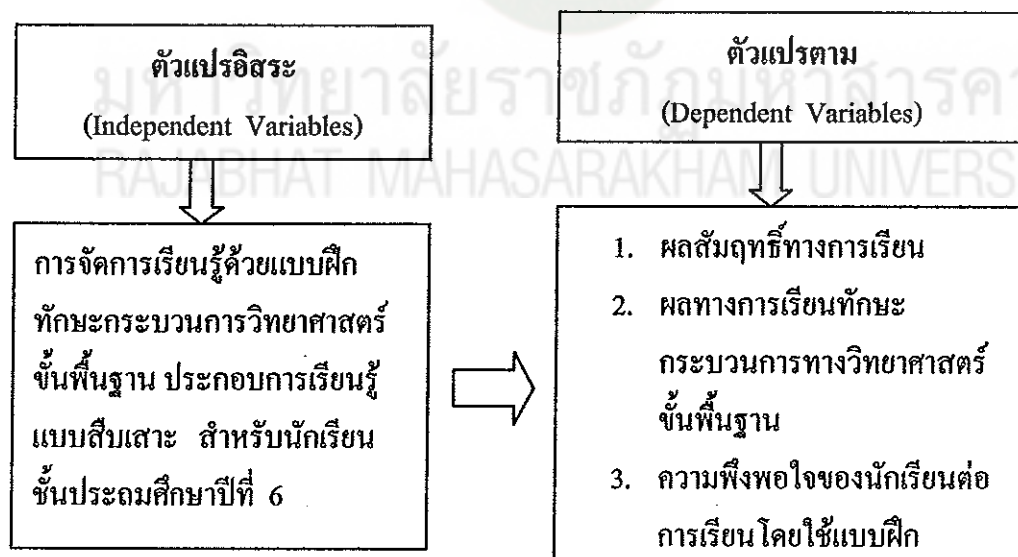 ตัวแปรอิสระ
(Independent Variables)
การจัดการเรียนรู้ด้วยแบบฝึก
ทักษะกระบวนการวิทยาศาสตร์
ขั้นพื้นฐาน ประกอบการเรียนรู้
แบบสืบเสาะ สำหรับนักเรียน
ชั้นประถมศึกษาปีที่ 6
ตัวแปรตาม
(Dependent Variables)
1. ผลสัมฤทธิ์ทางการเรียน
2. ผลทางการเรียนทักษะ
กระบวนการทางวิทยาศาสตร์
ขั้นพื้นฐาน
3. ความพึงพอใจของนักเรียนต่อ
การเรียนโดยใช้แบบฝึก
มหาวิทยาลัยราชภัฏมหาสารค
RAJABHAT MAHASARAKHAM UNIVERS